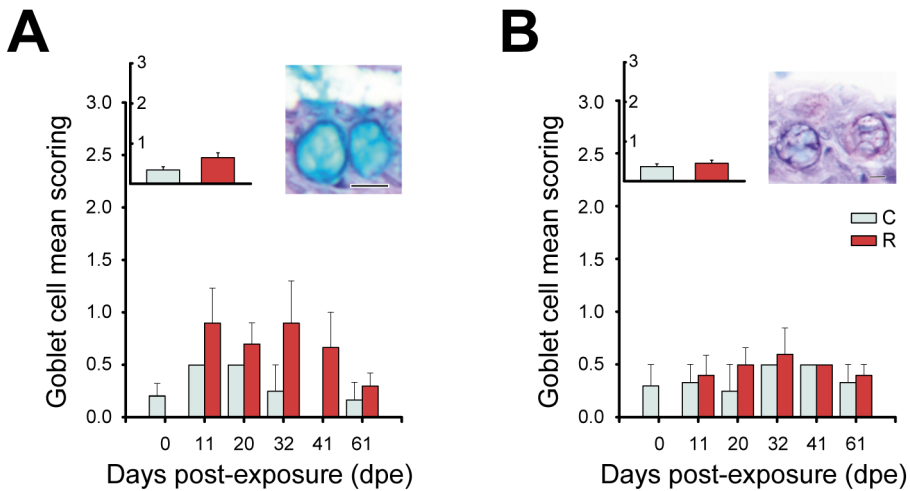 A
3
2
1
3.0
2.5
2.0
1.5
1.0
0.5
0.0
Goblet cell mean scoring
0 11 20 32 41 61
Days post-exposure (dpe)
B
3
2
1
3.0
2.5
2.0
1.5
1.0
0.5
0.0
Goblet cell mean scoring
C
R
0 11 20 32 41 61
Days post-exposure (dpe)